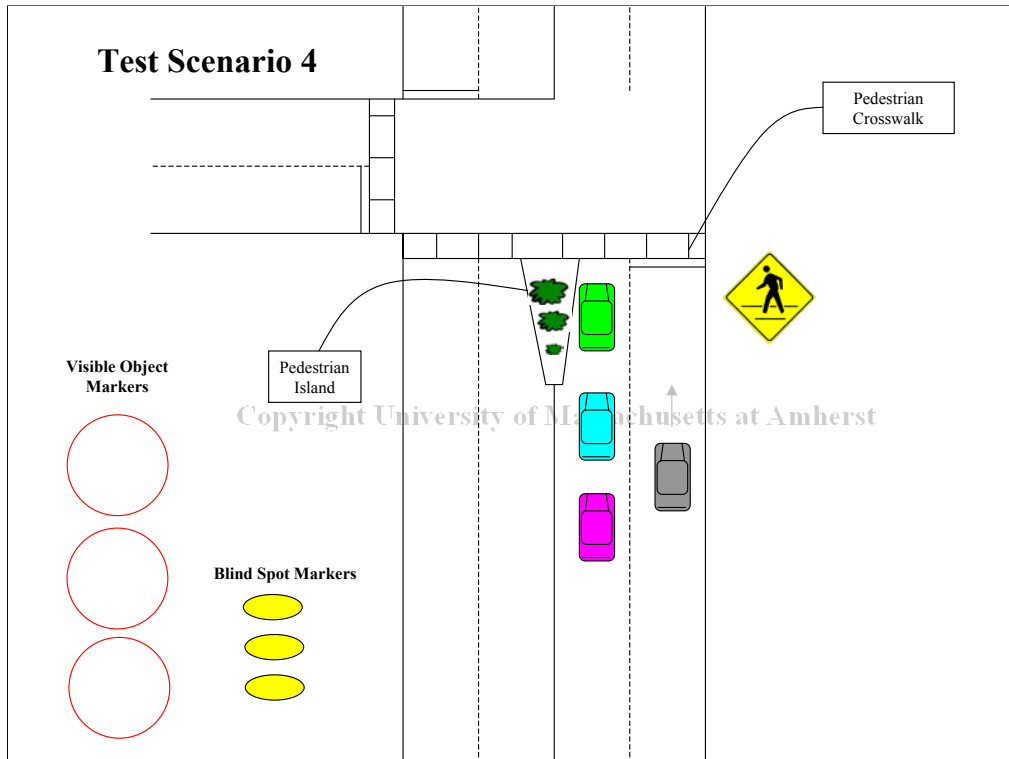 Test Scenario 4
Pedestrian
Crosswalk
Pedestrian
Island
Visible Object
Markers
Copyright University of Massachusetts at Amherst
Blind Spot Markers